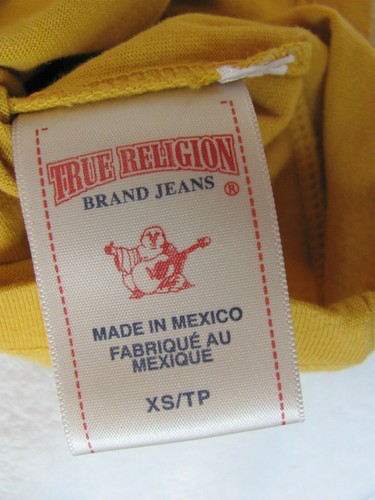 TRUE RELIGION
BRAND JEANS ®
MADE IN MEXICO
FABRIQUÉ AU
MEXIQUE
XS/TP